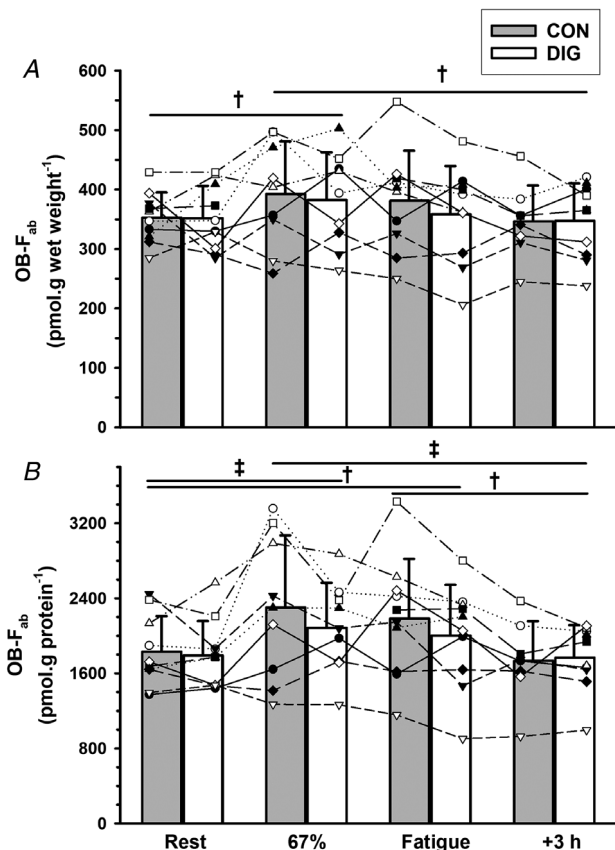 CON
DIG
A
†
†
600
500
400
300
200
100
0
OB-Fab
(pmol.g wet weight-1)
B
‡
‡
†
†
3200
2400
1600
800
0
OB-Fab
(pmol.g protein-1)
Rest 67% Fatigue +3 h